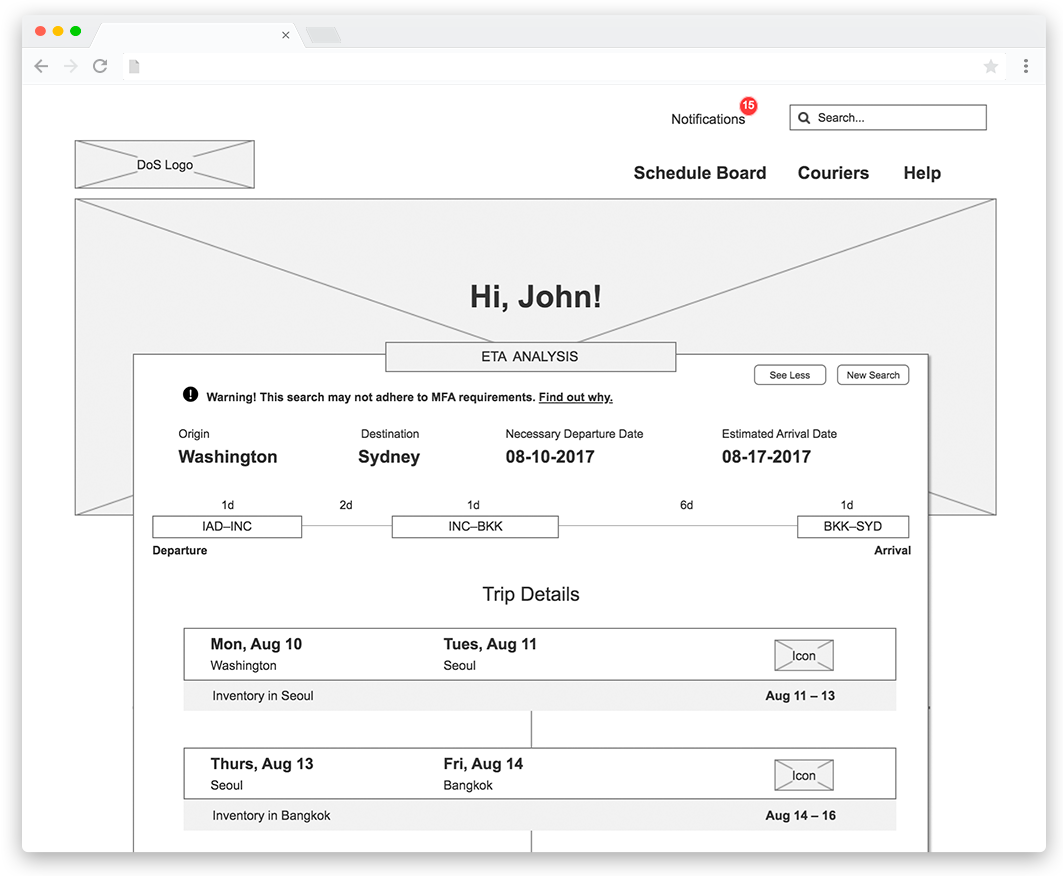 Notifications 15
Search...
DoS Logo
Schedule Board Couriers Help
Hi, John!
ETA ANALYSIS
See Less New Search
! Warning! This search may not adhere to MFA requirements. Find out why.
Origin Destination Necessary Departure Date Estimated Arrival Date
Washington Sydney 08-10-2017 08-17-2017
1d 2d 1d 6d 1d
IAD–INC INC–BKK BKK–SYD
Departure Arrival
Trip Details
Mon, Aug 10 Tues, Aug 11
Washington Seoul
Icon
Inventory in Seoul Aug 11 – 13
Thurs, Aug 13 Fri, Aug 14
Seoul Bangkok
Icon
Inventory in Bangkok Aug 14 – 16